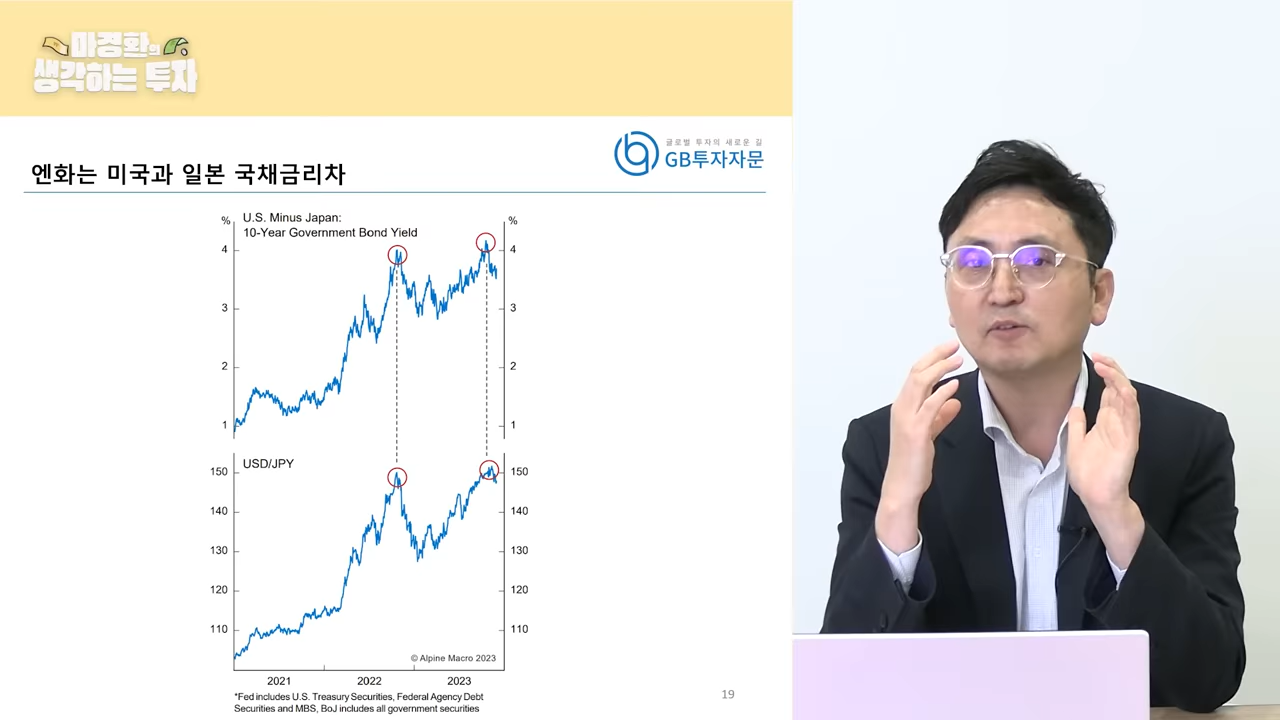 마경환의
생각하는 투자
글로벌 투자의 새로운 길
GB투자자문
엔화는 미국과 일본 국채금리차
% U.S. Minus Japan: %
10-Year Government Bond Yield
4 4
3 3
2 2
1 1
USD/JPY
150 150
140 140
130 130
120 120
110 110
© Alpine Macro 2023
2021 2022 2023
*Fed includes U.S. Treasury Securities, Federal Agency Debt
Securities and MBS, BoJ includes all government securities
19